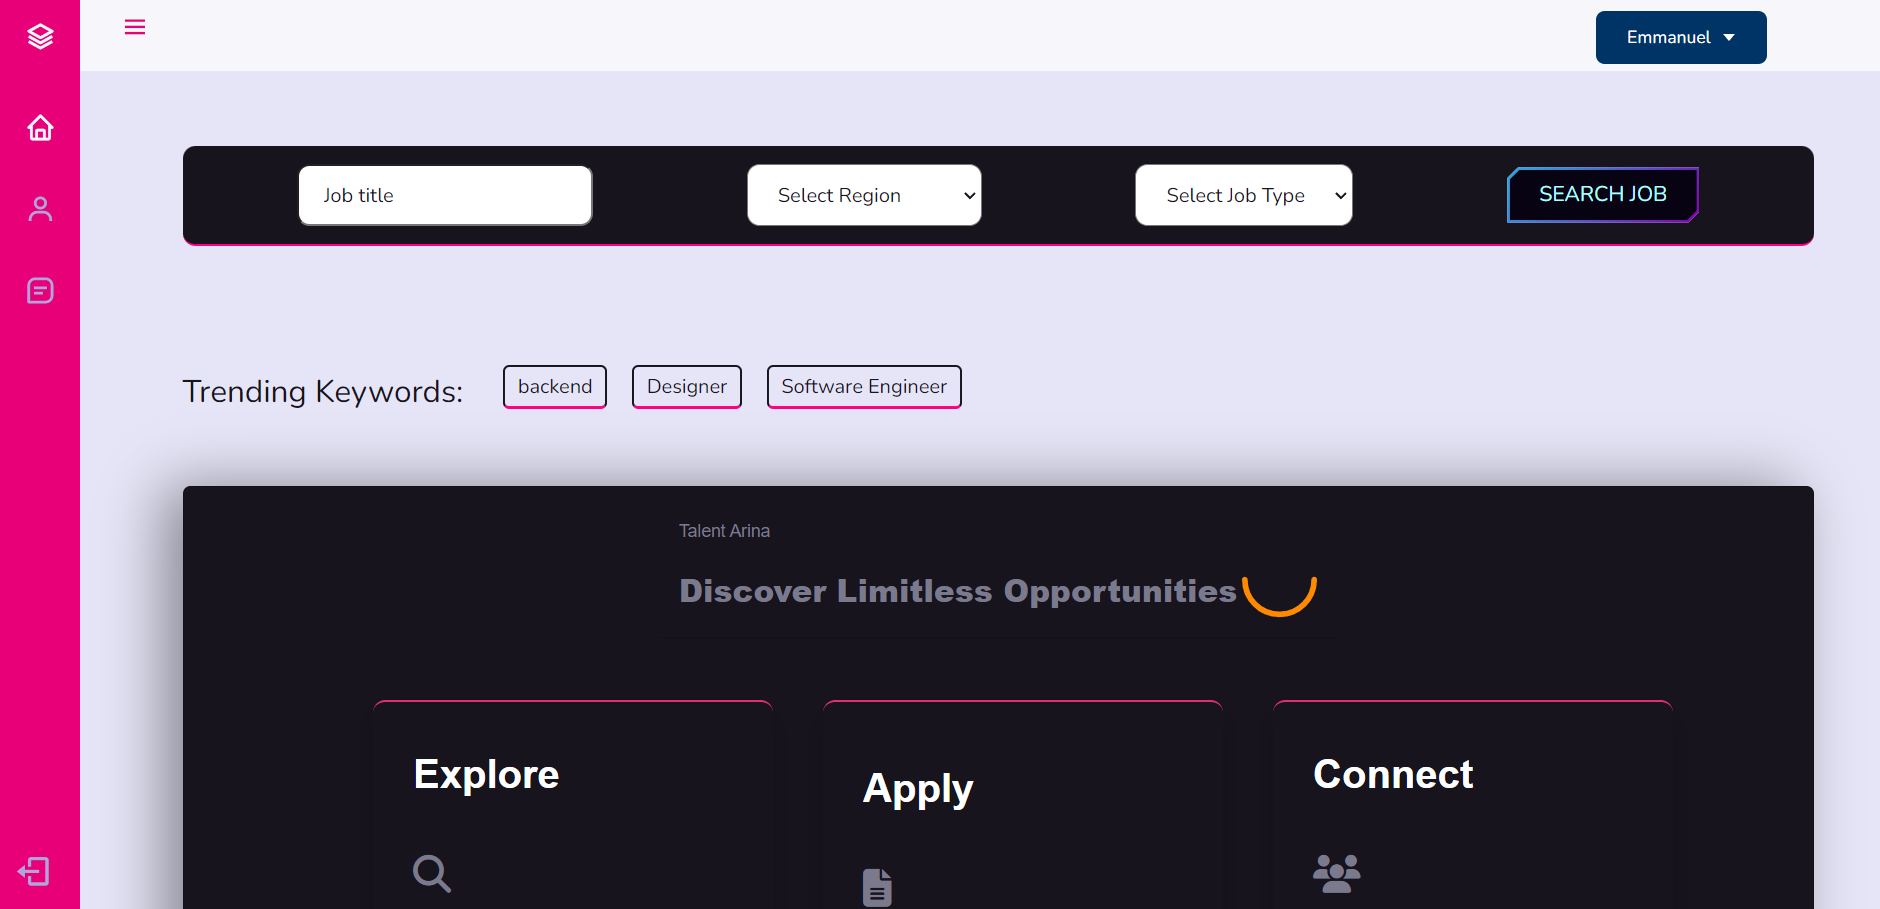 Emmanuel
Job title
Select Region
Select Job Type
SEARCH JOB
Trending Keywords:
backend
Designer
Software Engineer
Talent Arina
Discover Limitless Opportunities
Explore
Apply
Connect